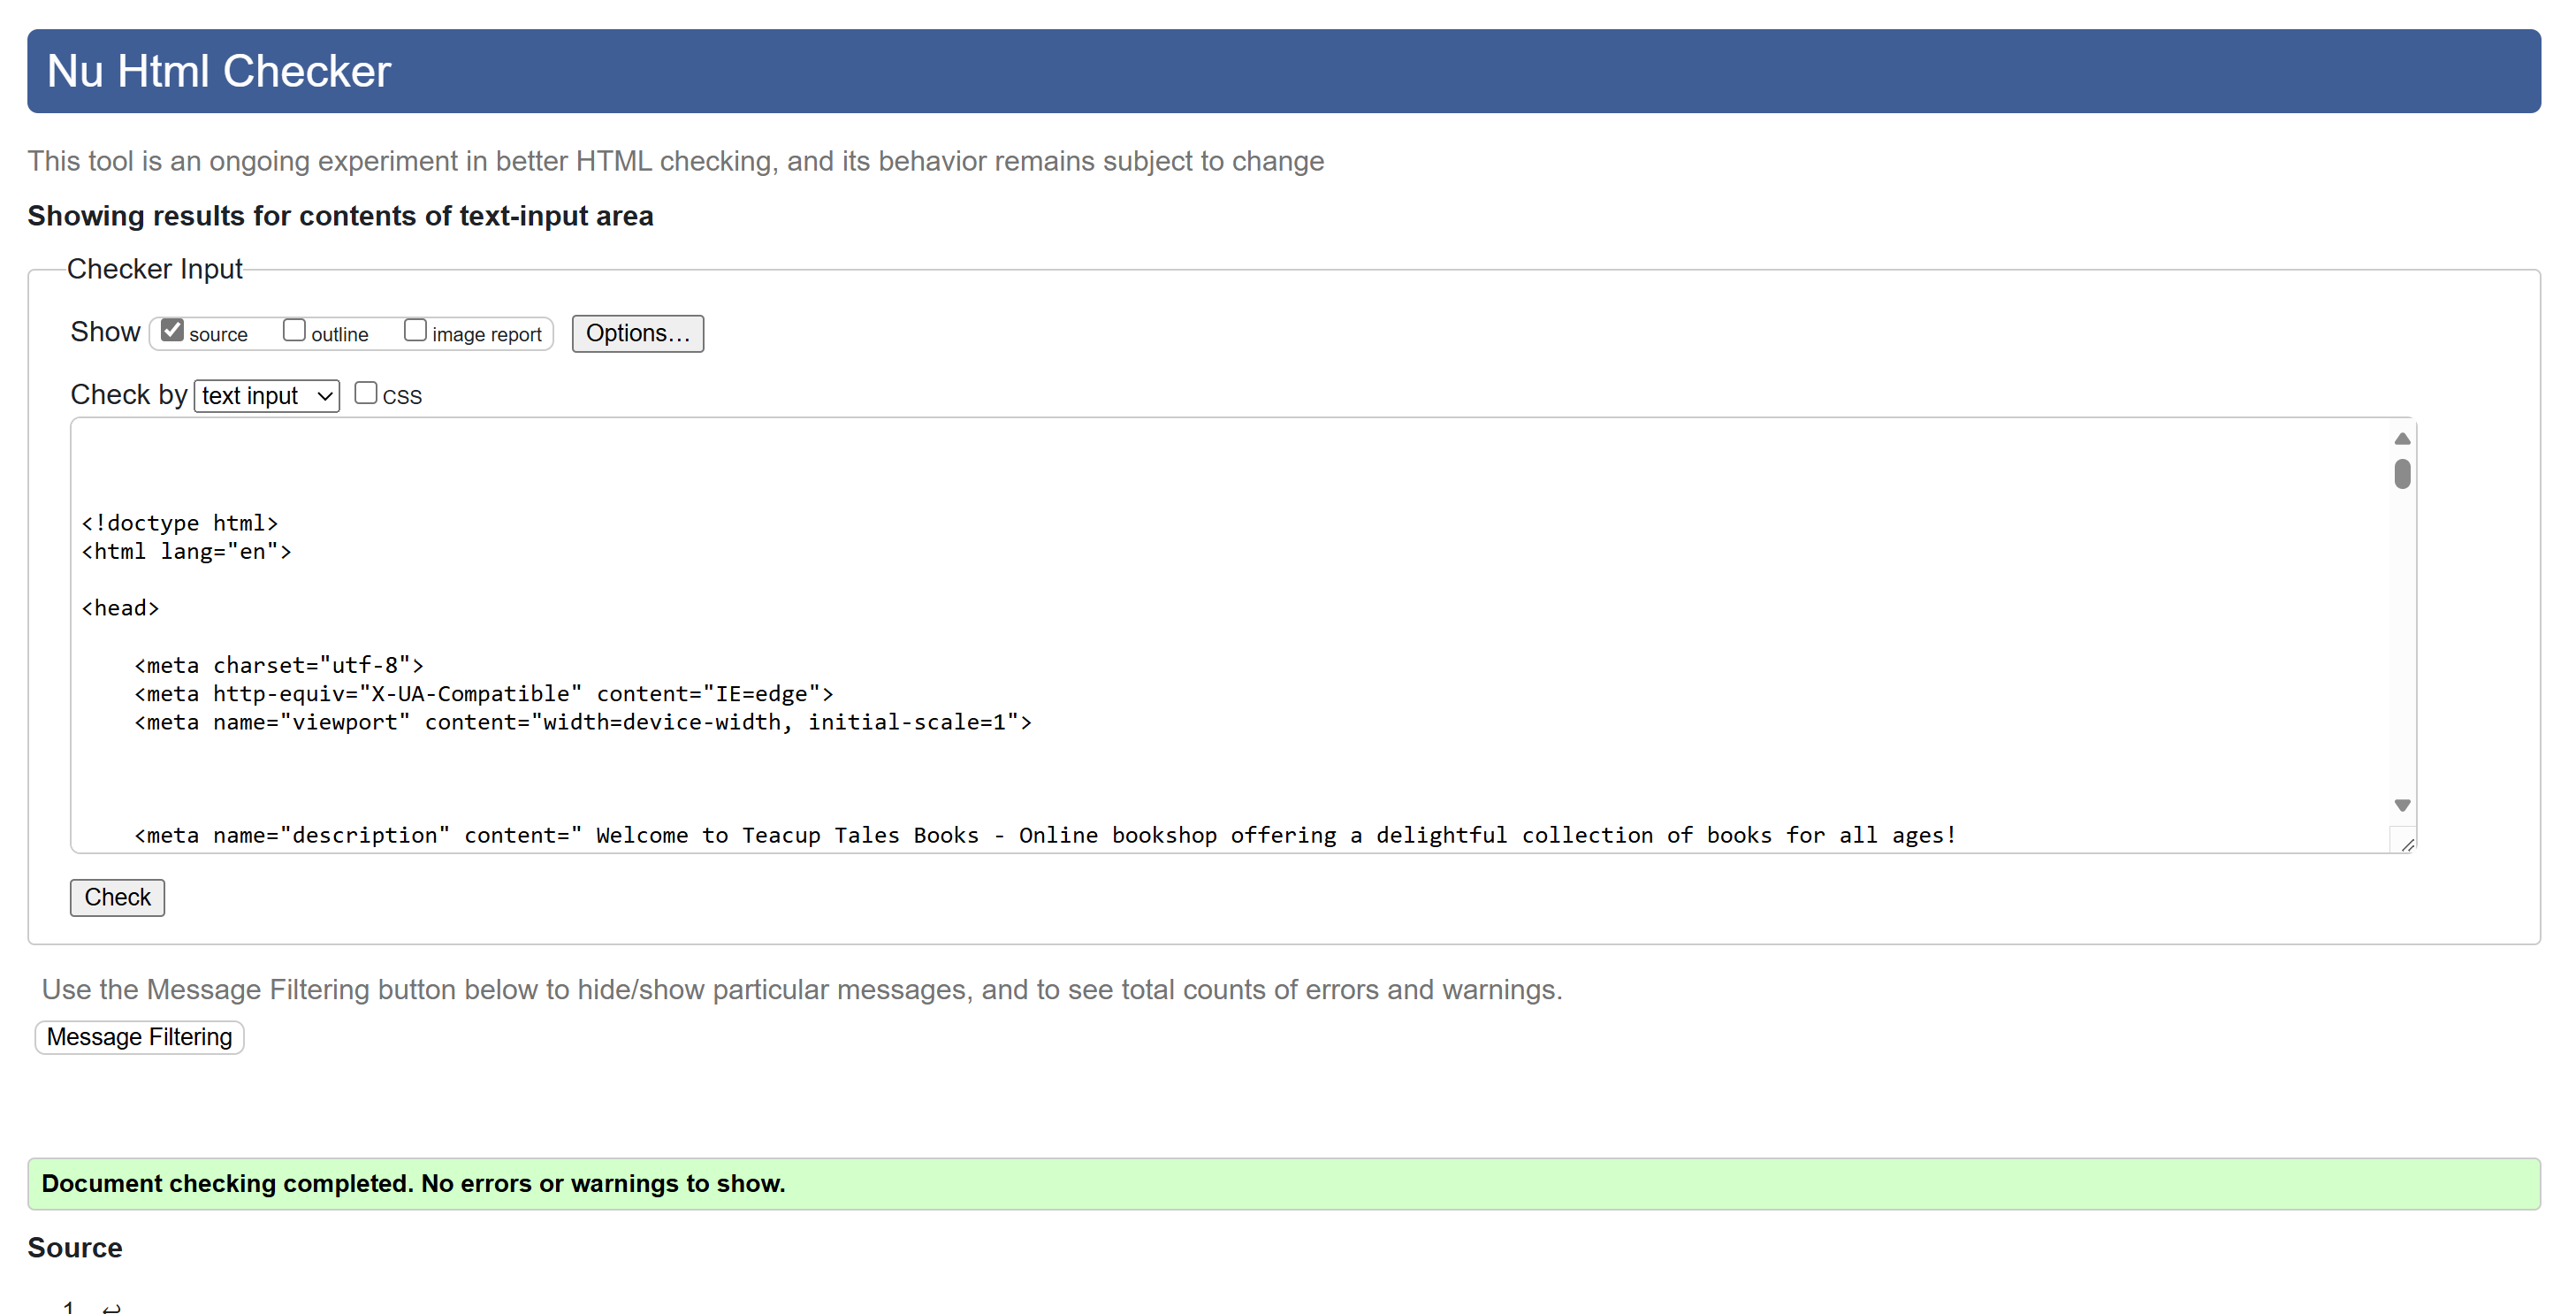 Nu Html Checker
This tool is an ongoing experiment in better HTML checking, and its behavior remains subject to change
Showing results for contents of text-input area
Checker Input
Show source outline image report Options...
Check by text input CSS
<!doctype html>
<html lang="en">
<head>
<meta charset="utf-8">
<meta http-equiv="X-UA-Compatible" content="IE=edge">
<meta name="viewport" content="width=device-width, initial-scale=1">
<meta name="description" content=" Welcome to Teacup Tales Books - Online bookshop offering a delightful collection of books for all ages!
Check
Use the Message Filtering button below to hide/show particular messages, and to see total counts of errors and warnings.
Message Filtering
Document checking completed. No errors or warnings to show.
Source
1 ↩